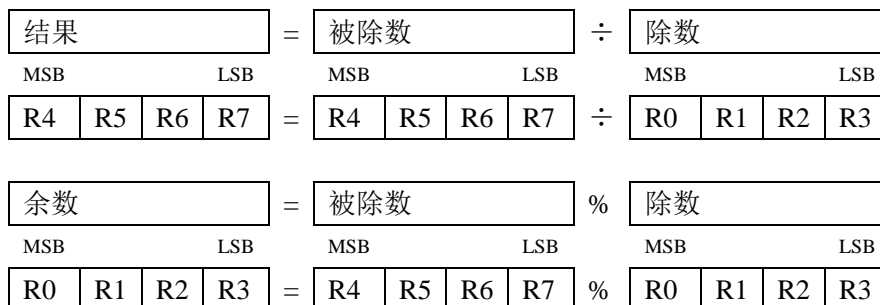 结果 = 被除数 ÷ 除数
MSB LSB MSB LSB MSB LSB
R4 R5 R6 R7 = R4 R5 R6 R7 ÷ R0 R1 R2 R3
余数 = 被除数 % 除数
MSB LSB MSB LSB MSB LSB
R0 R1 R2 R3 = R4 R5 R6 R7 % R0 R1 R2 R3